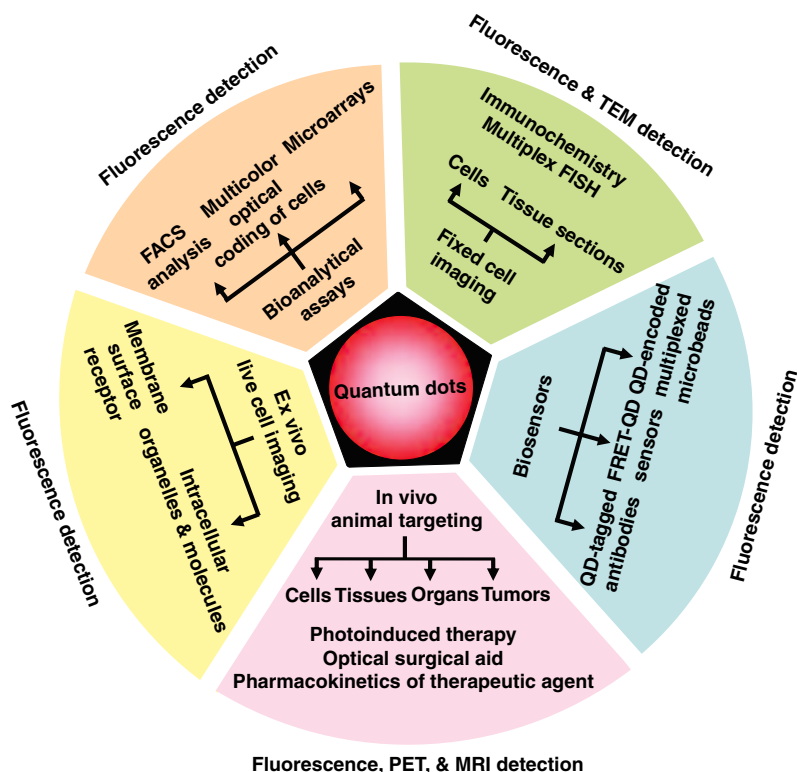 Fluorescence detection
Microarrays
Multicolor
optical
coding of cells
FACS
analysis
Bioanalytical
assays
Fluorescence & TEM detection
Immunochemistry
Multiplex FISH
Cells
Tissue sections
Fixed cell
imaging
Fluorescence detection
QD-encoded
multiplexed
microbeads
FRET-QD
sensors
QD-tagged
antibodies
Biosensors
Quantum dots
Fluorescence detection
Membrane
surface
receptor
Ex vivo
live cell imaging
Intracellular
organelles & molecules
In vivo
animal targeting
Cells Tissues Organs Tumors
Photoinduced therapy
Optical surgical aid
Pharmacokinetics of therapeutic agent
Fluorescence, PET, & MRI detection